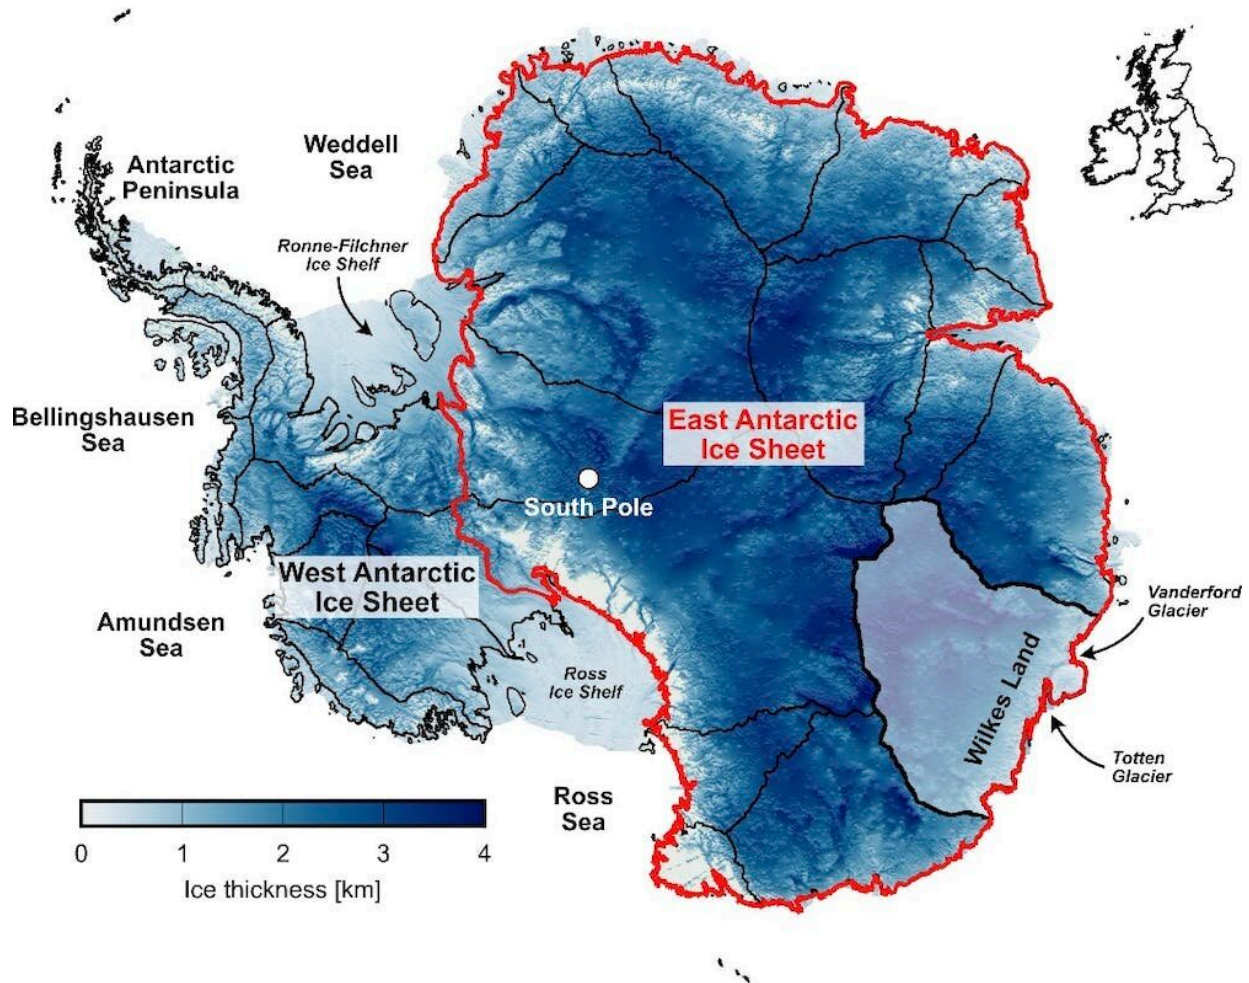 Weddell
Sea
Antarctic
Peninsula
Ronne-Filchner
Ice Shelf
Bellingshausen
Sea
East Antarctic
Ice Sheet
South Pole
West Antarctic
Ice Sheet
Amundsen
Sea
Vanderford
Glacier
Ross
Ice Shelf
Wilkes Land
Totten
Glacier
Ross
Sea
0 1 2 3 4
Ice thickness [km]